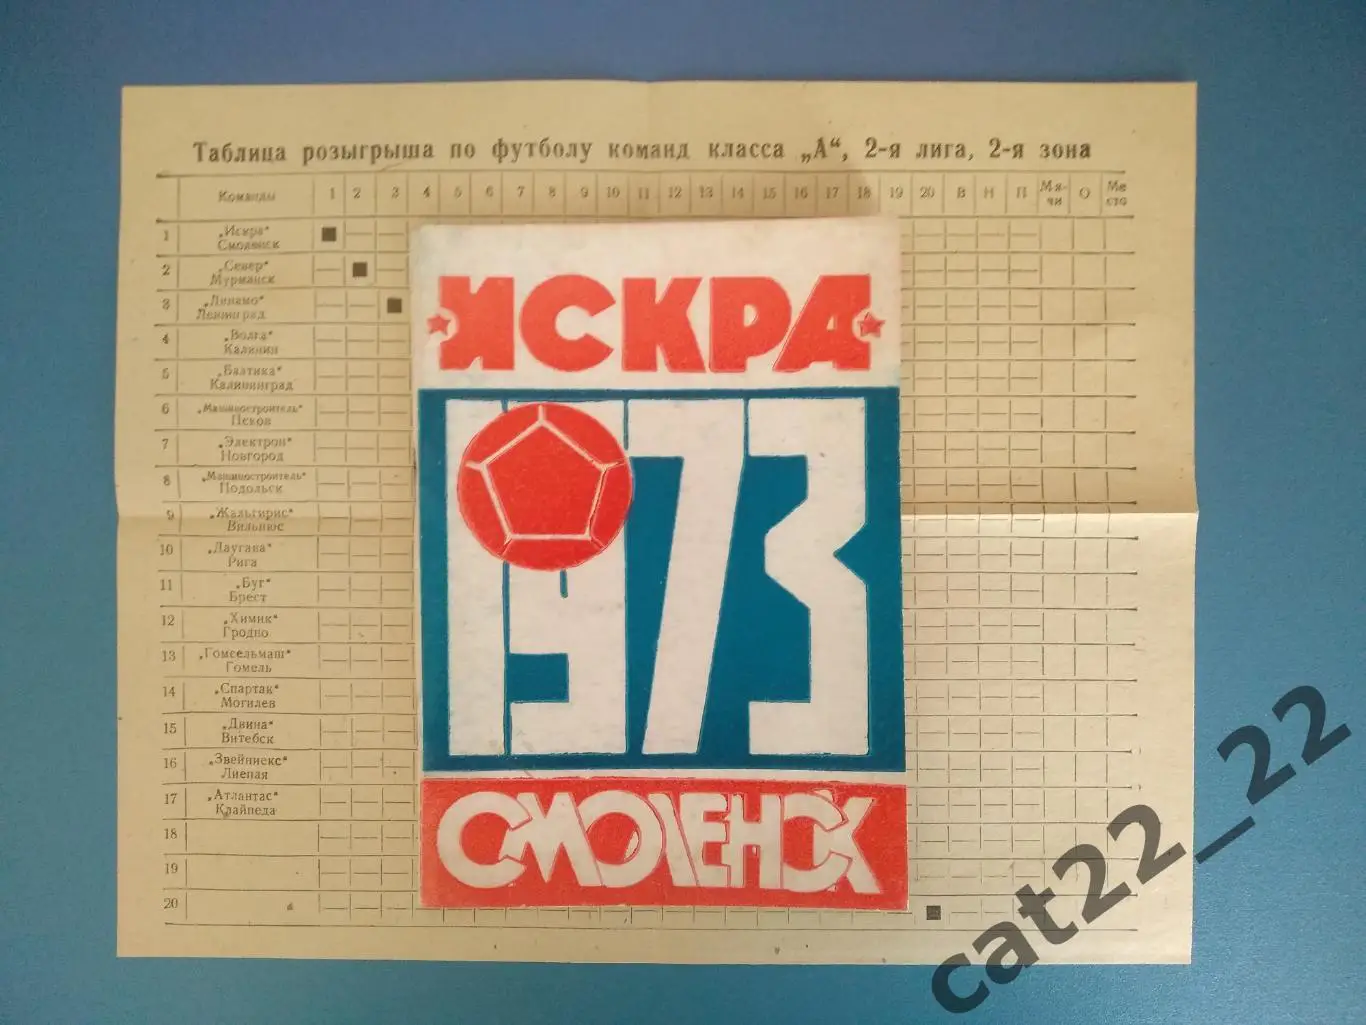 Таблица розыгрыша по футболу команд класса „А“, 2-я лига, 2-я зона
Команды 1 2 3 4 5 6 7 8 9 10 11 12 13 14 15 16 17 18 19 20 В Н П Мя- О Ме
чи сто
1 „Искра“
Смоленск
2 „Север“
Мурманск
3 „Динамо“
Ленинград
4 „Волга“
Калинин
5 „Балтика“
Калининград
6 „Машиностроитель“
Псков
7 „Электрон“
Новгород
8 „Машиностроитель“
Подольск
9 „Жальгирис“
Вильнюс
10 „Даугава“
Рига
11 „Буг“
Брест
12 „Химик“
Гродно
13 „Гомсельмаш“
Гомель
14 „Спартак“
Могилев
15 „Двина“
Витебск
16 „Звейниекс“
Лиепая
17 „Атлантас“
Клайпеда
18
19
20
ИСКРА
1973
СМОЛЕНСК
cat22_22